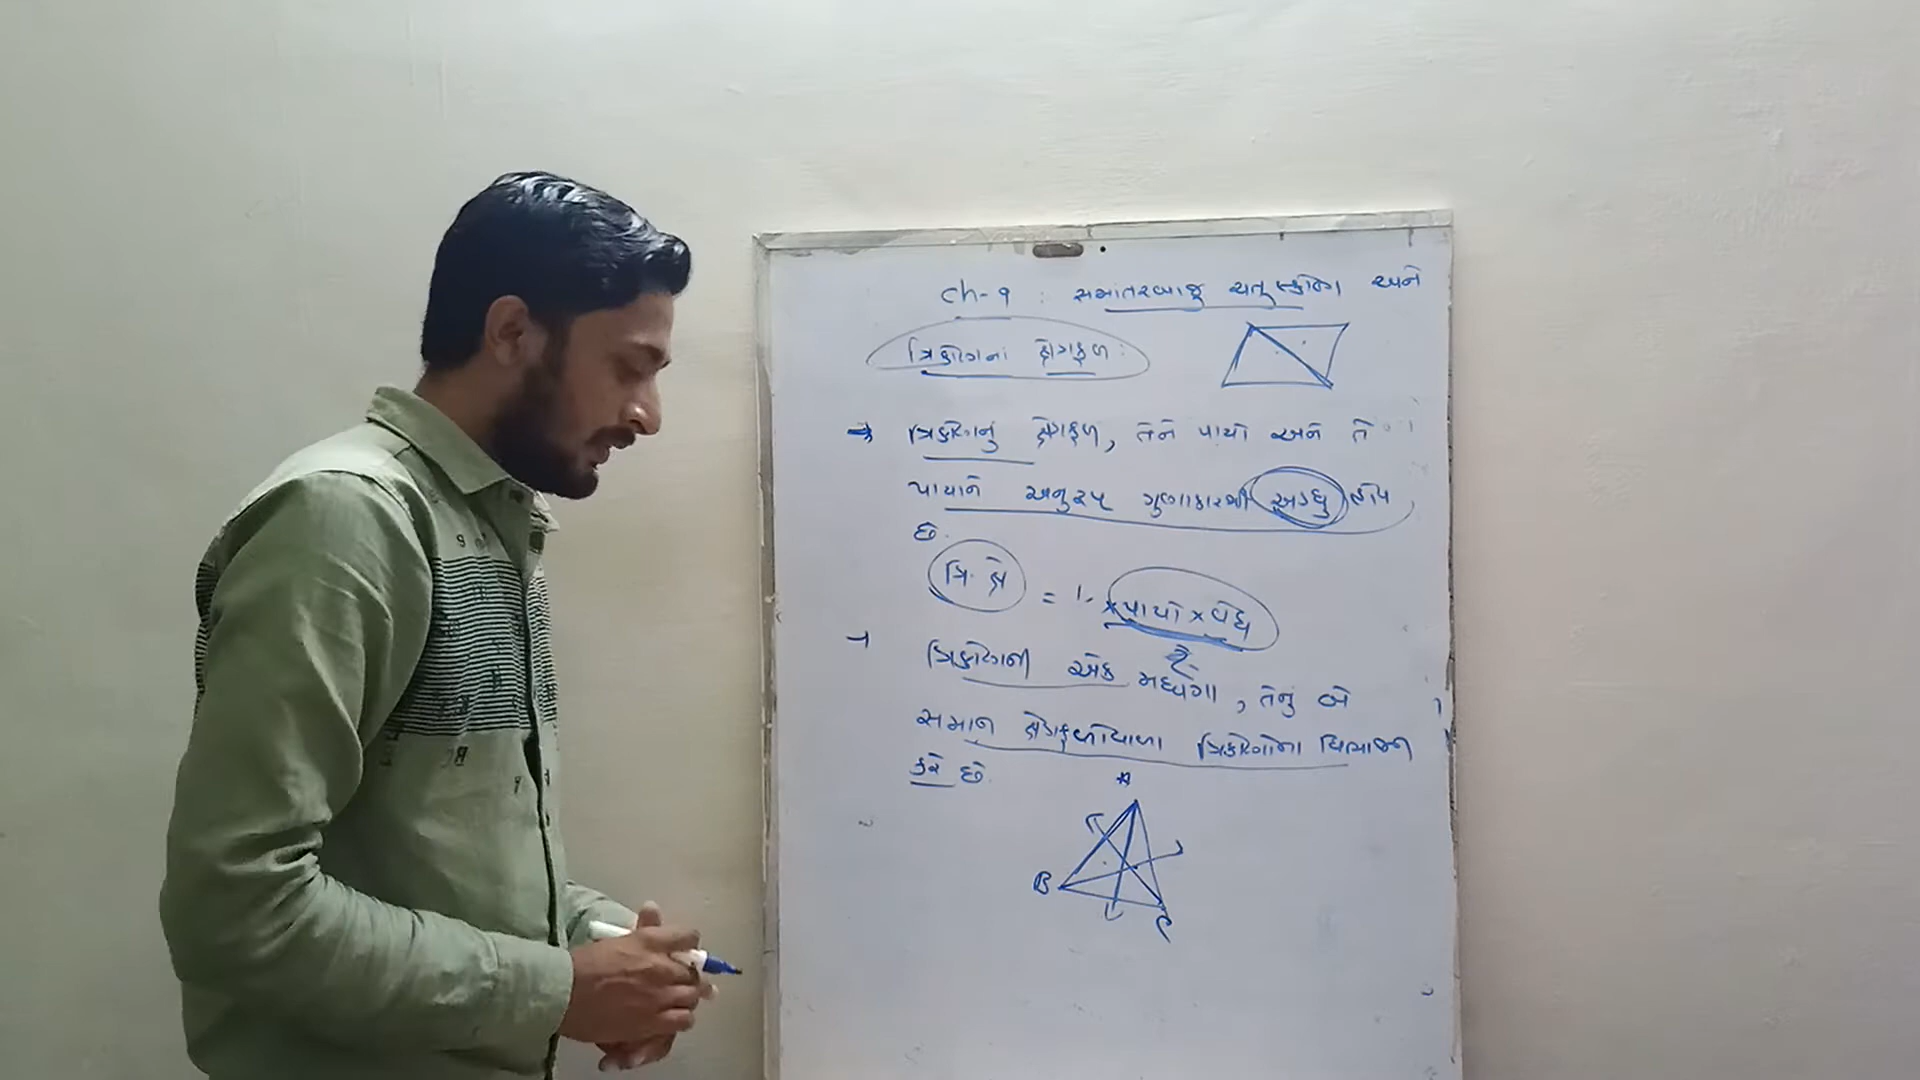 ch-9 : સમાંતરબાજુ ચતુષ્કોણ અને
ત્રિકોણનાં ક્ષેત્રફળ :
→ ત્રિકોણનું ક્ષેત્રફળ, તેને પાયો અને તે
પાયાને અનુરૂપ ગુણાકારથી અડધુ હોય
છે.
ત્રિ. ક્ષે = 1 × પાયો × વેધ
2
ત્રિકોણની એક મધ્યગા, તેનું બે
સમાન ક્ષેત્રફળોવાળા ત્રિકોણોમાં વિભાજન
કરે છે.
A
B
C